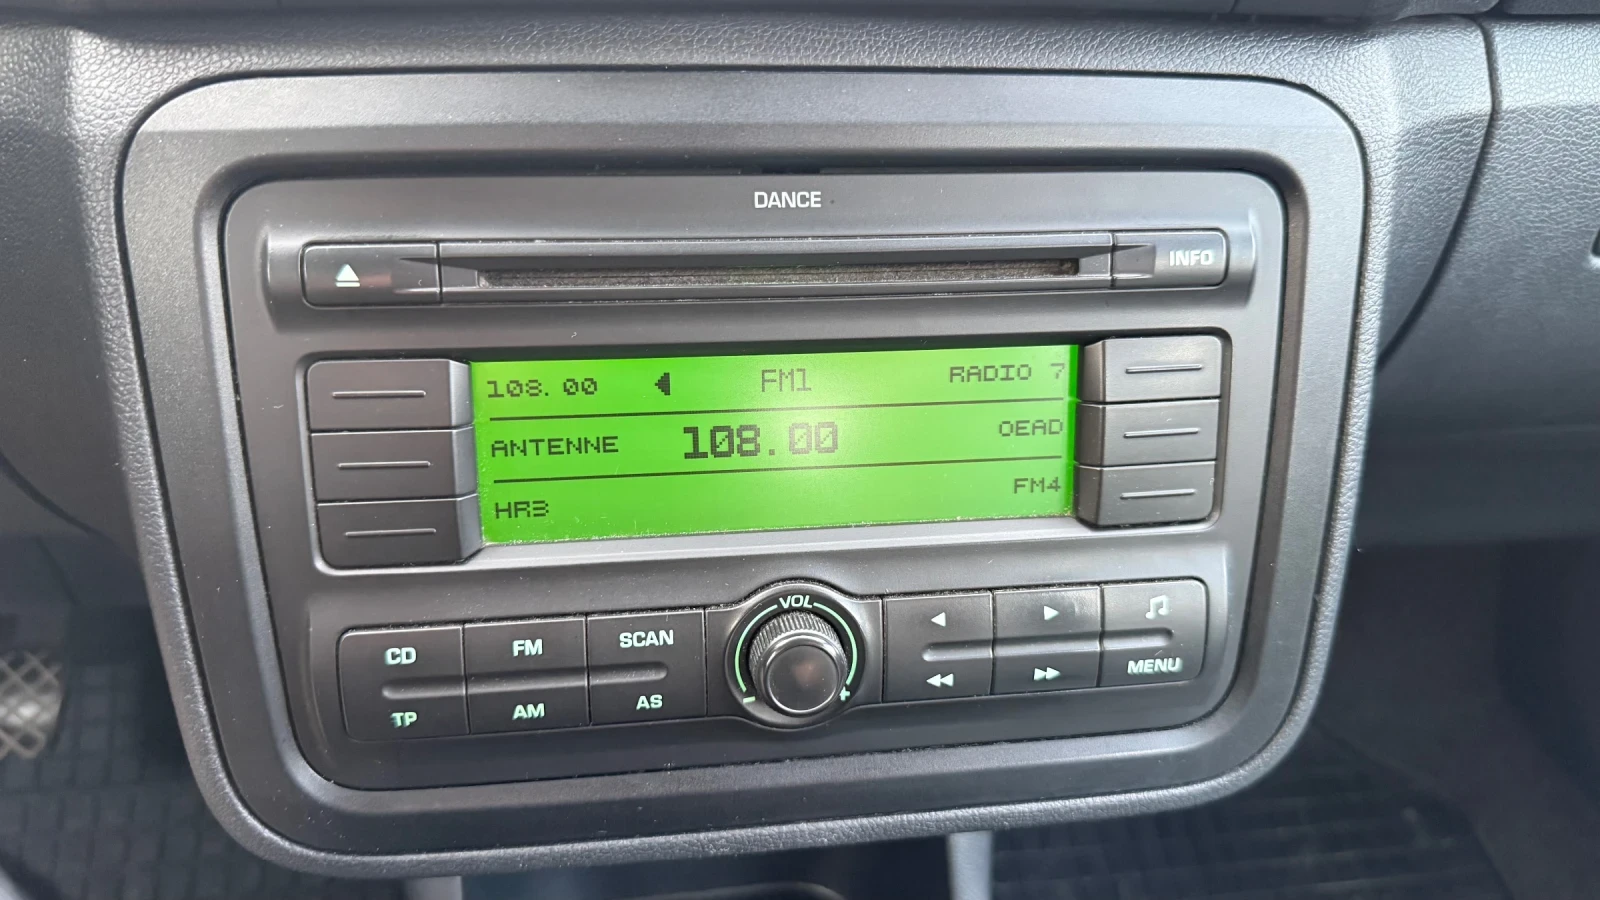 DANCE
INFO
108.00 FM1 RADIO 7
ANTENNE 108.00 OEAD
HR3 FM4
VOL
CD FM SCAN
TP AM AS
- +
MENU